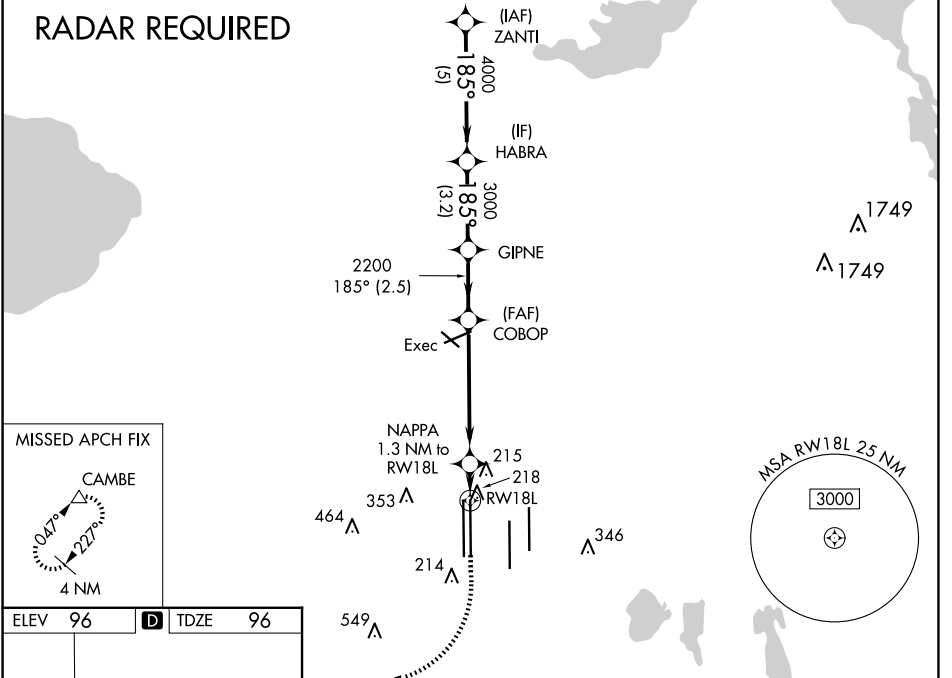 RADAR REQUIRED
(IAF)
ZANTI
4000
185°
(5)
(IF)
HABRA
3000
185°
(3.2)
GIPNE
2200
185° (2.5)
(FAF)
COBOP
Exec
1749
1749
NAPPA
1.3 NM to
RW18L
215
218
RW18L
353
464
346
214
549
MISSED APCH FIX
CAMBE
047°
227°
4 NM
MSA RW18L 25 NM
3000
ELEV 96 D TDZE 96